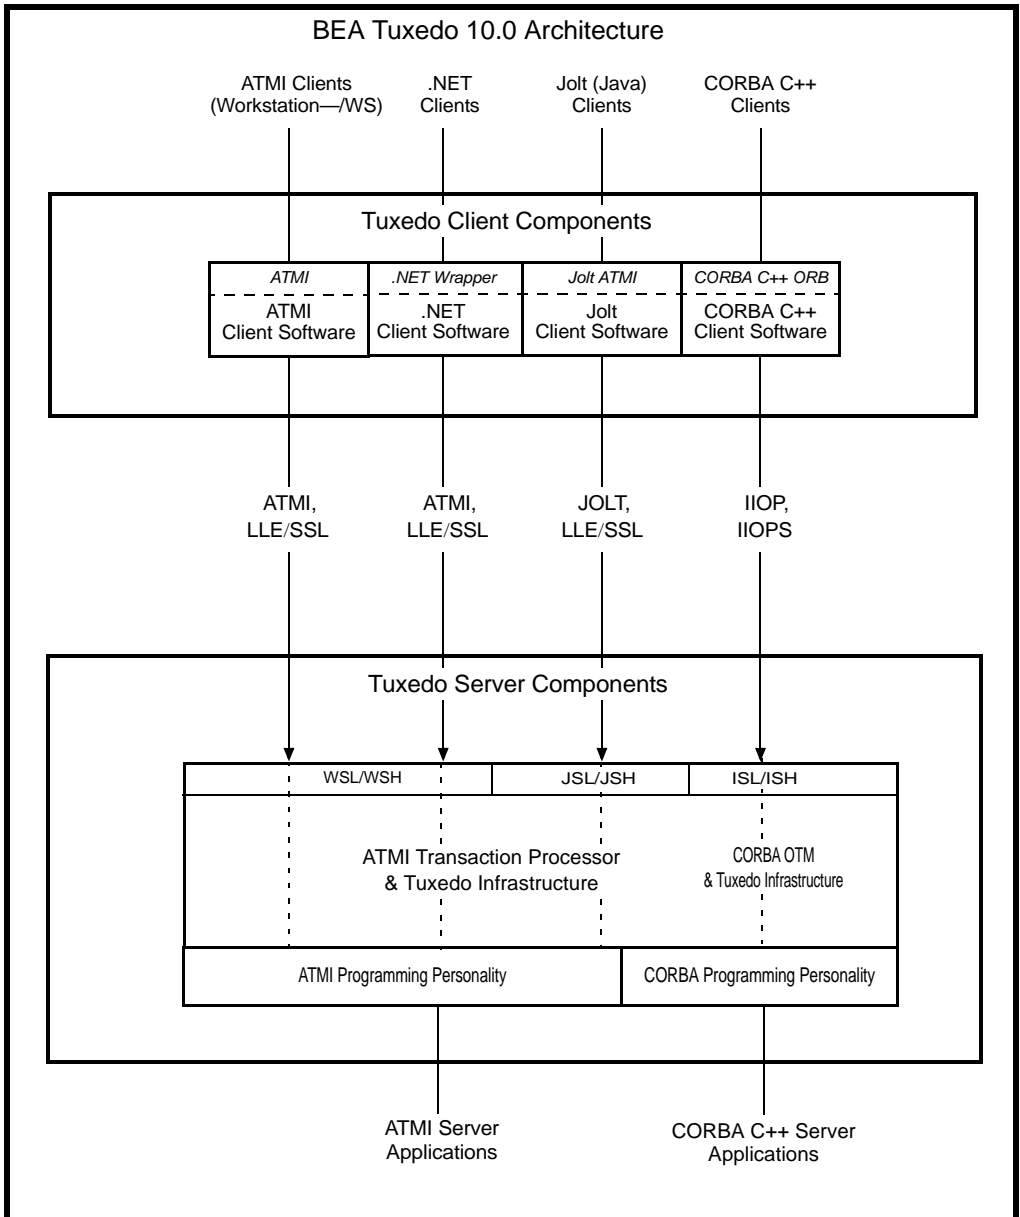 BEA Tuxedo 10.0 Architecture
ATMI Clients
(Workstation—/WS)
.NET
Clients
Jolt (Java)
Clients
CORBA C++
Clients
Tuxedo Client Components
ATMI
.NET Wrapper
Jolt ATMI
CORBA C++ ORB
ATMI
Client Software
.NET
Client Software
Jolt
Client Software
CORBA C++
Client Software
ATMI,
LLE/SSL
ATMI,
LLE/SSL
JOLT,
LLE/SSL
IIOP,
IIOPS
Tuxedo Server Components
WSL/WSH
JSL/JSH
ISL/ISH
ATMI Transaction Processor
& Tuxedo Infrastructure
CORBA OTM
& Tuxedo Infrastructure
ATMI Programming Personality
CORBA Programming Personality
ATMI Server
Applications
CORBA C++ Server
Applications